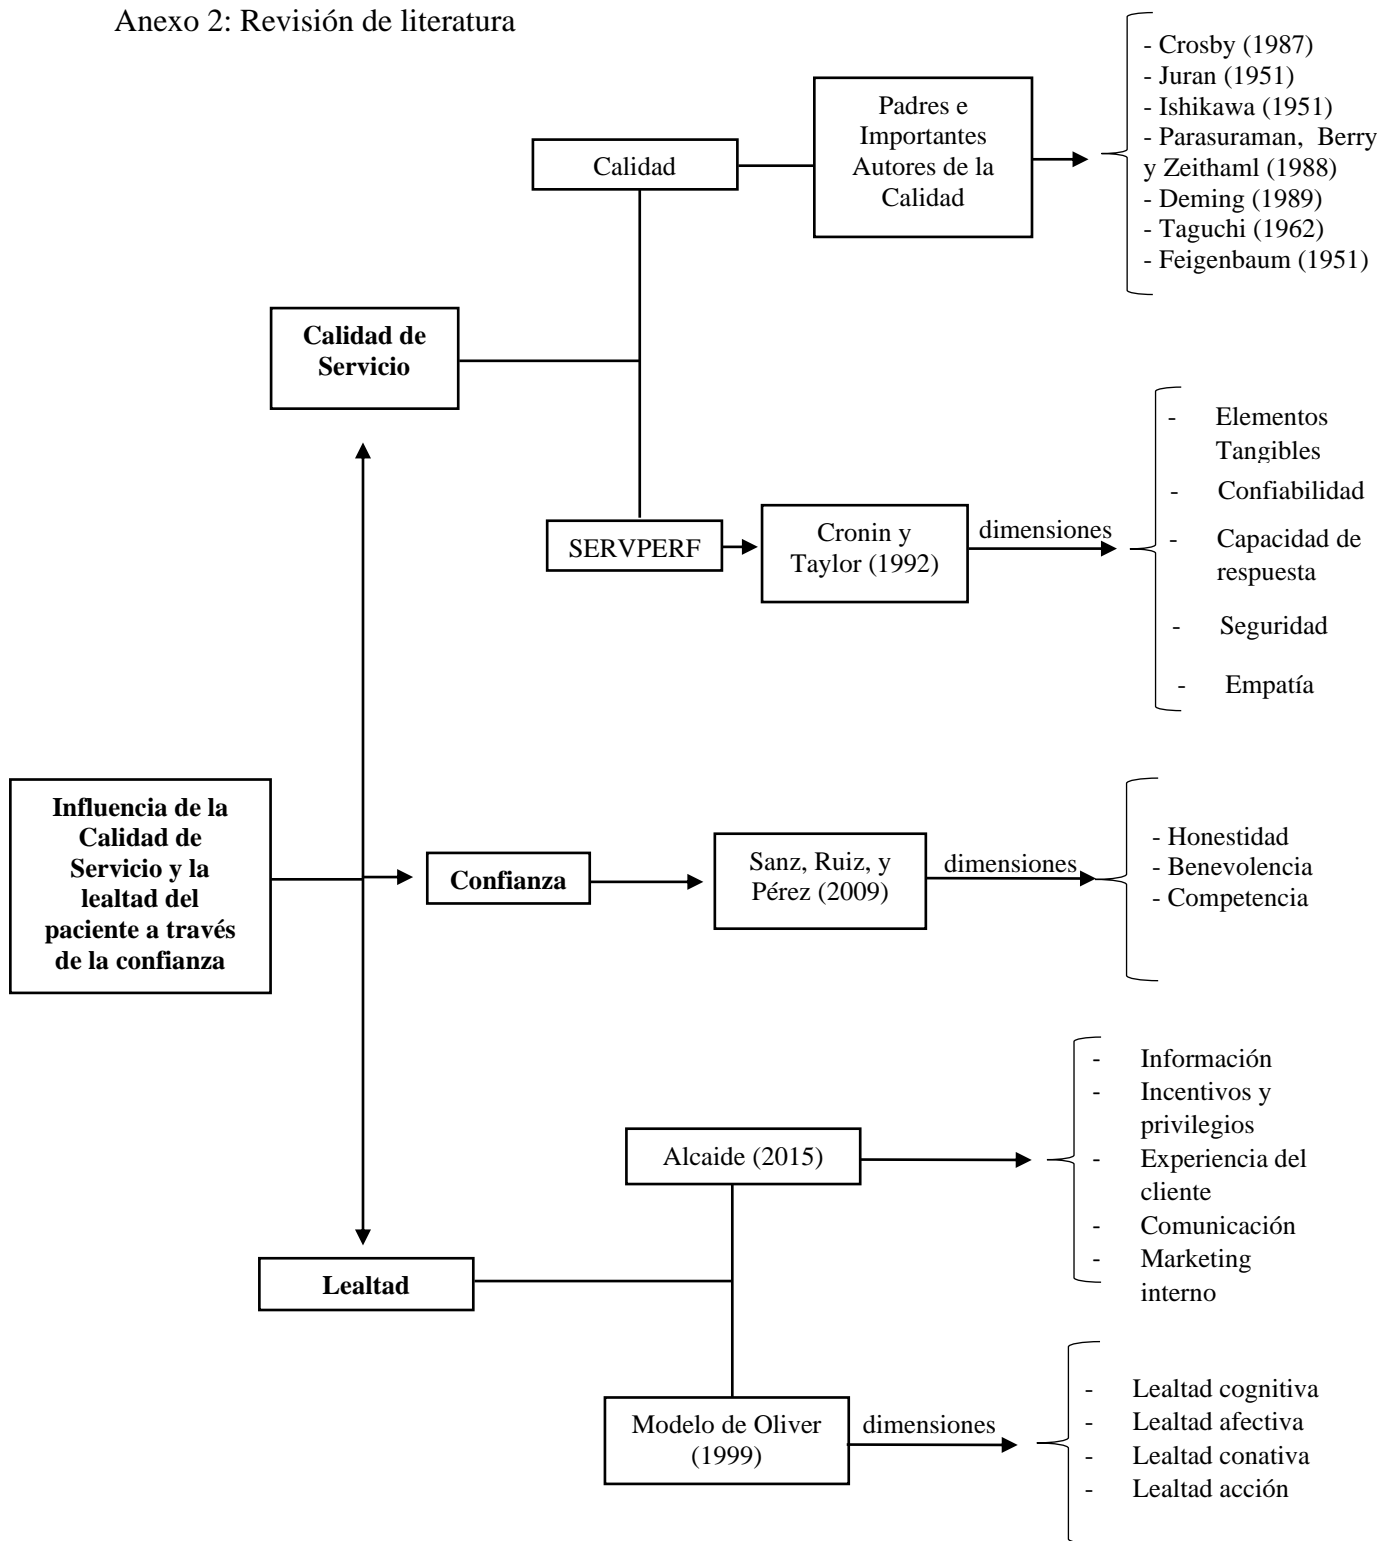 Anexo 2: Revisión de literatura
- Crosby (1987)
- Juran (1951)
- Ishikawa (1951)
- Parasuraman, Berry
y Zeithaml (1988)
- Deming (1989)
- Taguchi (1962)
- Feigenbaum (1951)
Padres e
Importantes
Autores de la
Calidad
Calidad
Calidad de
Servicio
SERVPERF
Cronin y
Taylor (1992)
dimensiones
- Elementos
Tangibles
- Confiabilidad
- Capacidad de
respuesta
- Seguridad
- Empatía
Influencia de la
Calidad de
Servicio y la
lealtad del
paciente a través
de la confianza
Confianza
Sanz, Ruiz, y
Pérez (2009)
dimensiones
- Honestidad
- Benevolencia
- Competencia
Lealtad
Alcaide (2015)
- Información
- Incentivos y
privilegios
- Experiencia del
cliente
- Comunicación
- Marketing
interno
Modelo de Oliver
(1999)
dimensiones
- Lealtad cognitiva
- Lealtad afectiva
- Lealtad conativa
- Lealtad acción